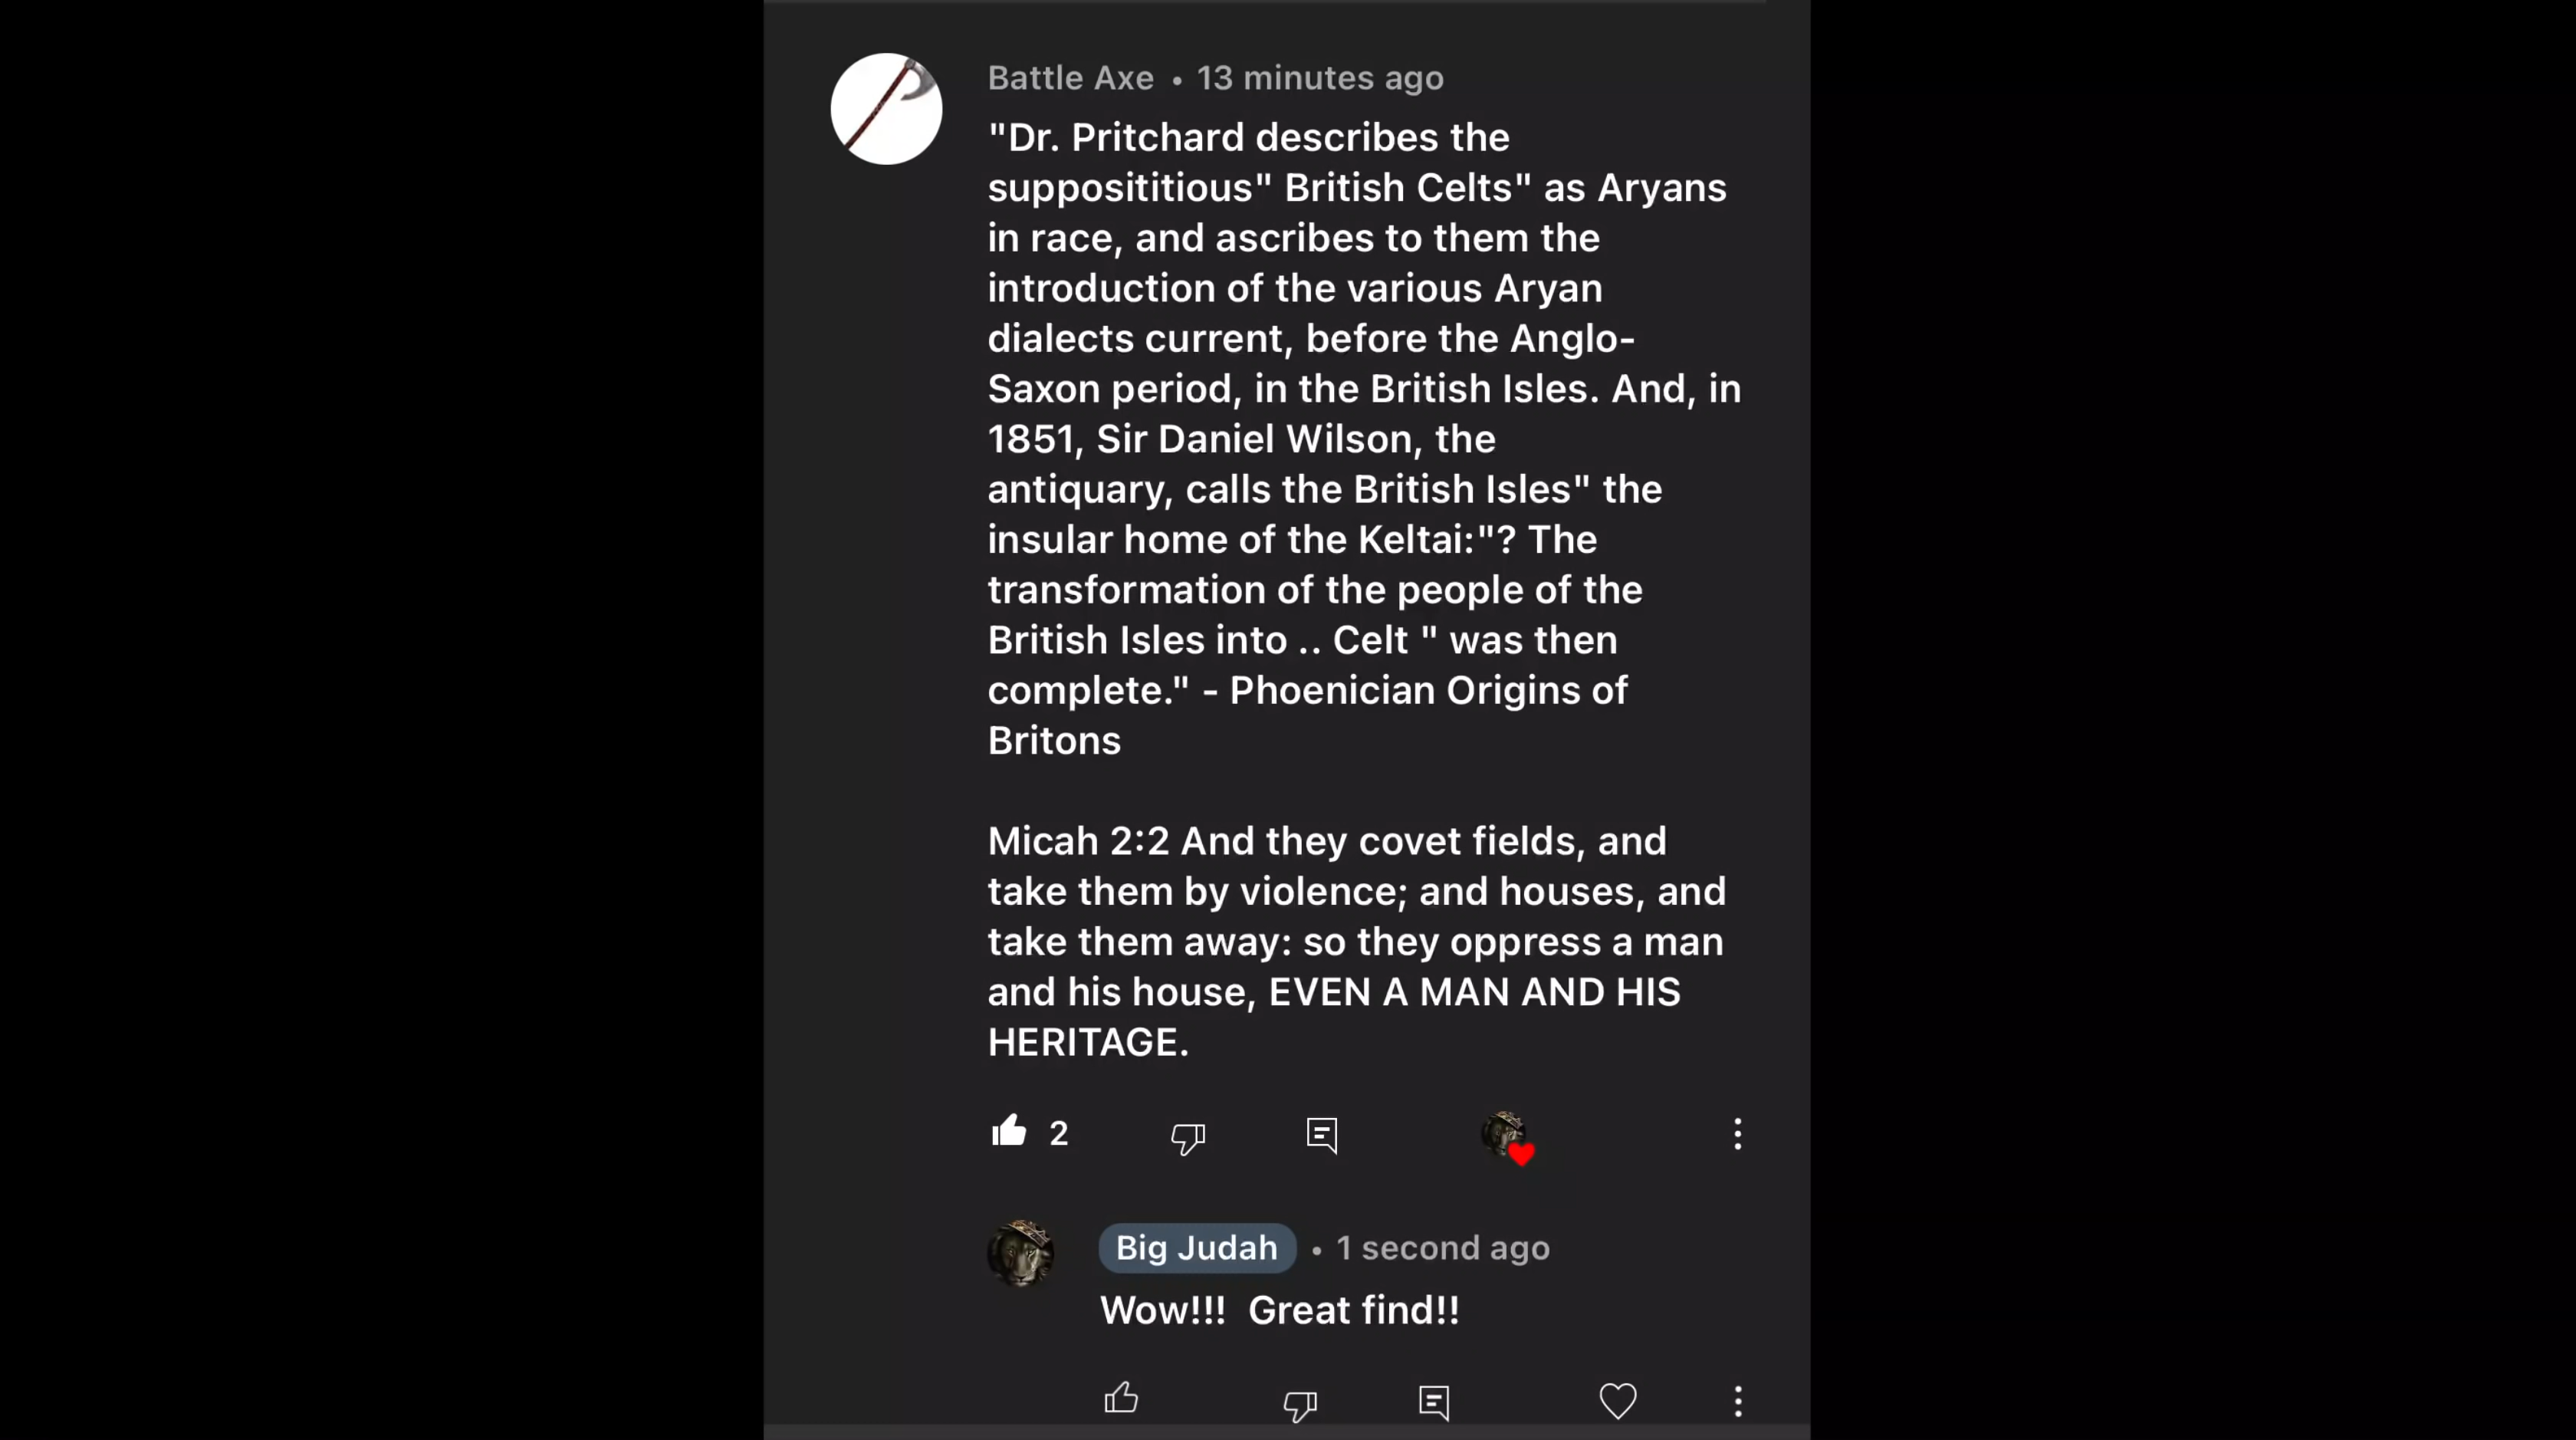 Battle Axe • 13 minutes ago
"Dr. Pritchard describes the
supposititious" British Celts" as Aryans
in race, and ascribes to them the
introduction of the various Aryan
dialects current, before the Anglo-
Saxon period, in the British Isles. And, in
1851, Sir Daniel Wilson, the
antiquary, calls the British Isles" the
insular home of the Keltai:"? The
transformation of the people of the
British Isles into .. Celt " was then
complete." - Phoenician Origins of
Britons
Micah 2:2 And they covet fields, and
take them by violence; and houses, and
take them away: so they oppress a man
and his house, EVEN A MAN AND HIS
HERITAGE.
2
Big Judah • 1 second ago
Wow!!!  Great find!!